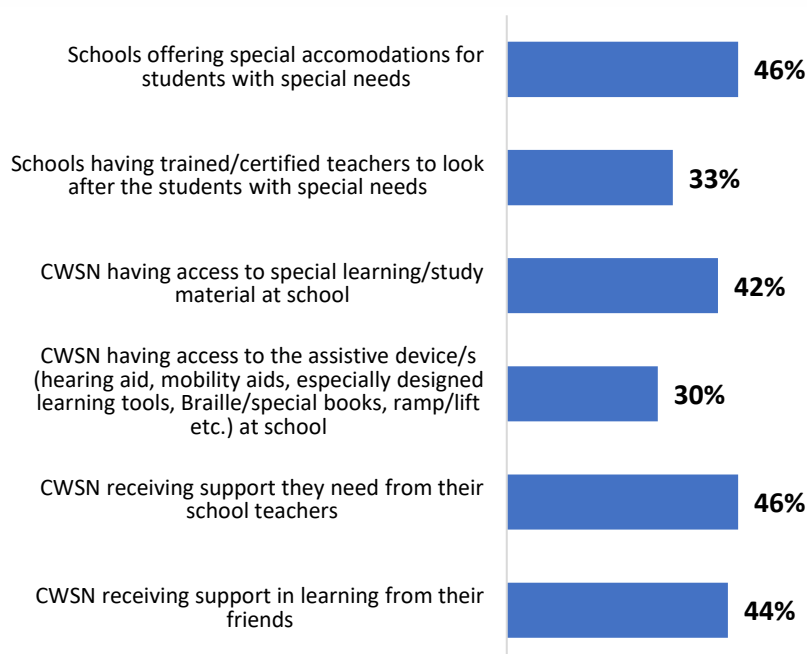 Schools offering special accomodations for
students with special needs
46%
Schools having trained/certified teachers to look
after the students with special needs
33%
CWSN having access to special learning/study
material at school
42%
CWSN having access to the assistive device/s
(hearing aid, mobility aids, especially designed
learning tools, Braille/special books, ramp/lift
etc.) at school
30%
CWSN receiving support they need from their
school teachers
46%
CWSN receiving support in learning from their
friends
44%